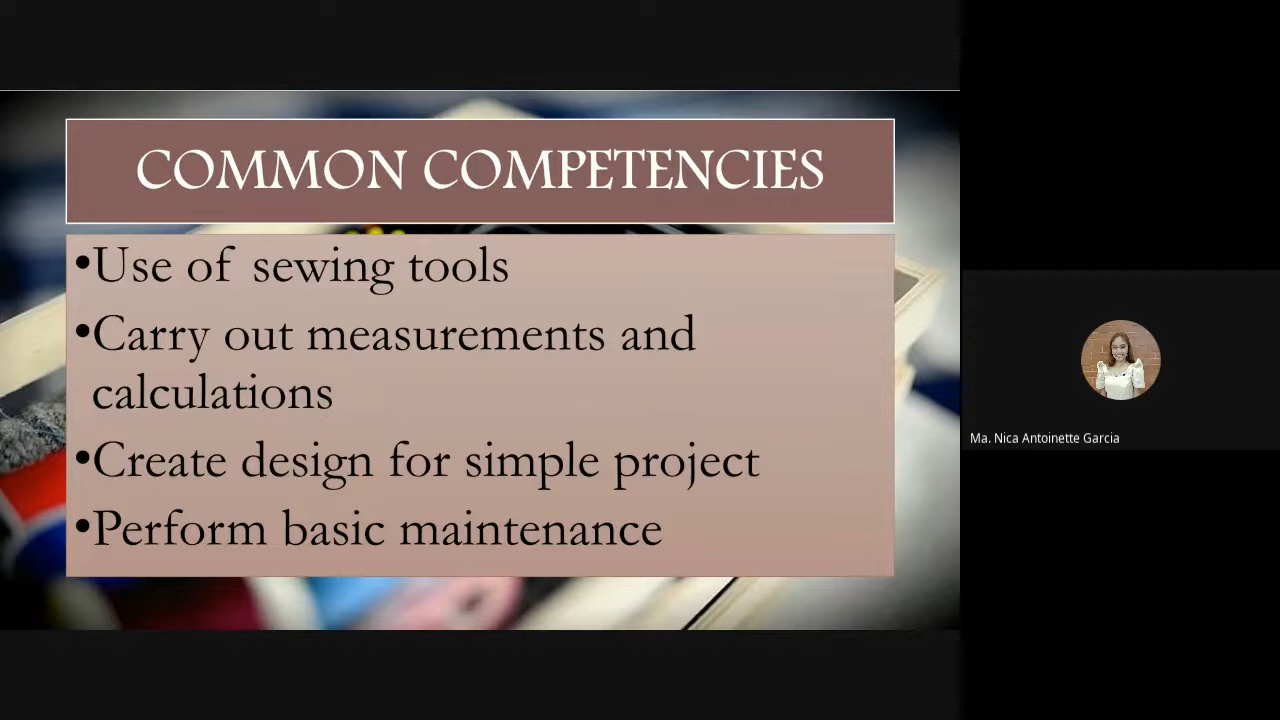 COMMON COMPETENCIES
•Use of sewing tools
•Carry out measurements and
calculations
•Create design for simple project
•Perform basic maintenance
Ma. Nica Antoinette Garcia